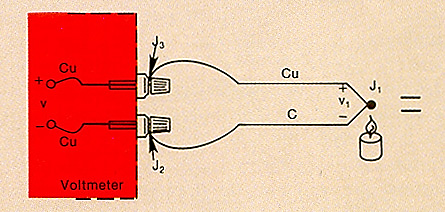 J3
Cu
Cu
+
+
J1
V
V1
=
−
C
−
Cu
J2
Voltmeter